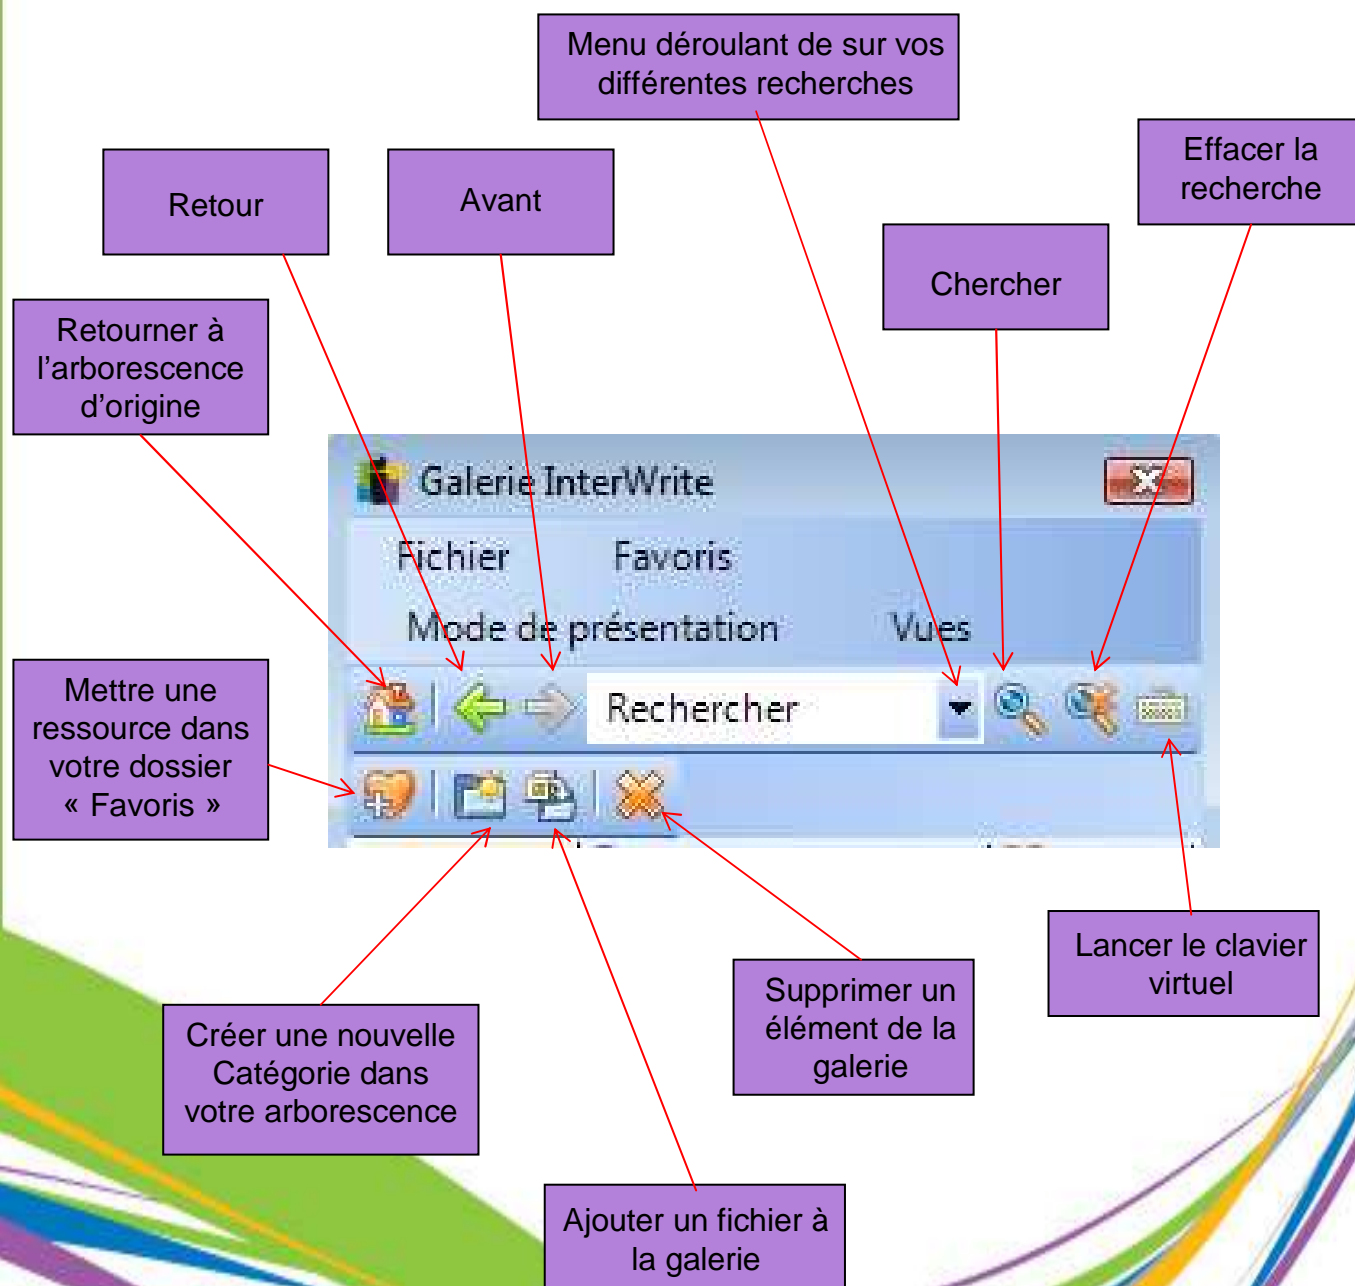 Menu déroulant de sur vos
différentes recherches
Effacer la
recherche
Retour
Avant
Chercher
Retourner à
l’arborescence
d’origine
Galerie InterWrite
Fichier Favoris
Mode de présentation Vues
Mettre une
ressource dans
votre dossier
« Favoris »
Rechercher
Lancer le clavier
virtuel
Supprimer un
élément de la
galerie
Créer une nouvelle
Catégorie dans
votre arborescence
Ajouter un fichier à
la galerie